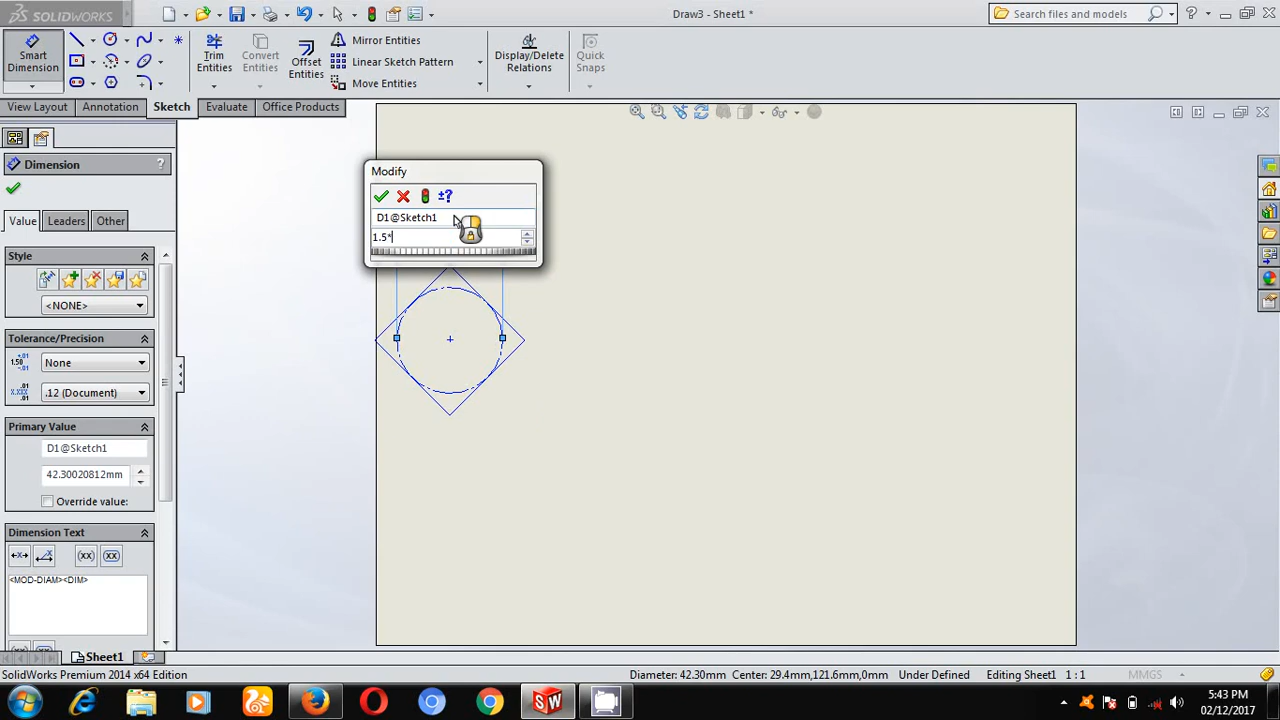 SOLIDWORKS
Draw3 - Sheet1 *
Search files and models
Smart Dimension
Trim Entities
Convert Entities
Offset Entities
Mirror Entities
Linear Sketch Pattern
Move Entities
Display/Delete Relations
Quick Snaps
View Layout
Annotation
Sketch
Evaluate
Office Products
Dimension
?
Value
Leaders
Other
Style
<NONE>
Tolerance/Precision
None
.12 (Document)
Primary Value
D1@Sketch1
42.30020812mm
Override value:
Dimension Text
(xx)
<MOD-DIAM><DIM>
Modify
±?
D1@Sketch1
1.5*
Sheet1
SolidWorks Premium 2014 x64 Edition
Diameter: 42.30mm
Center: 29.4mm,121.6mm,0mm
Under Defined
Editing Sheet1
1 : 1
MMGS
5:43 PM
02/12/2017